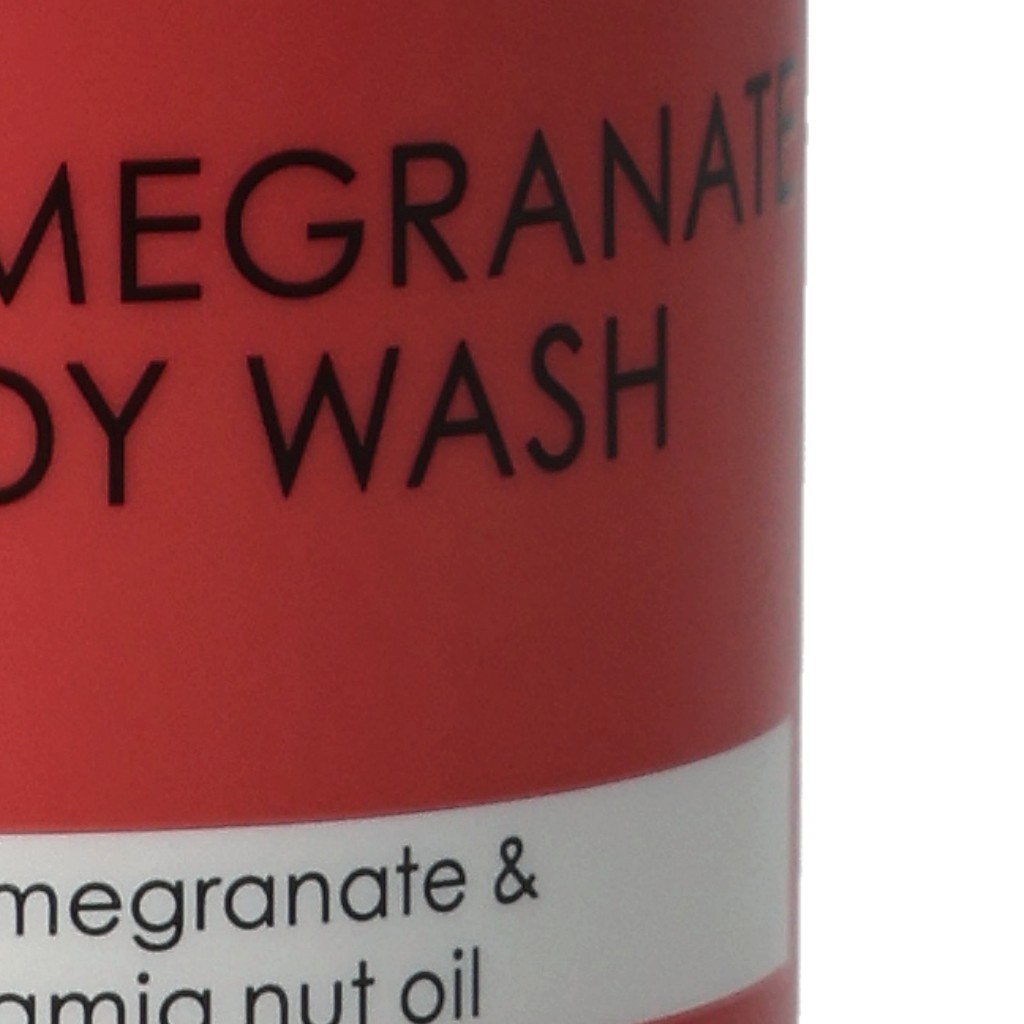 MEGRANATE
DY WASH
megranate &
amia nut oil